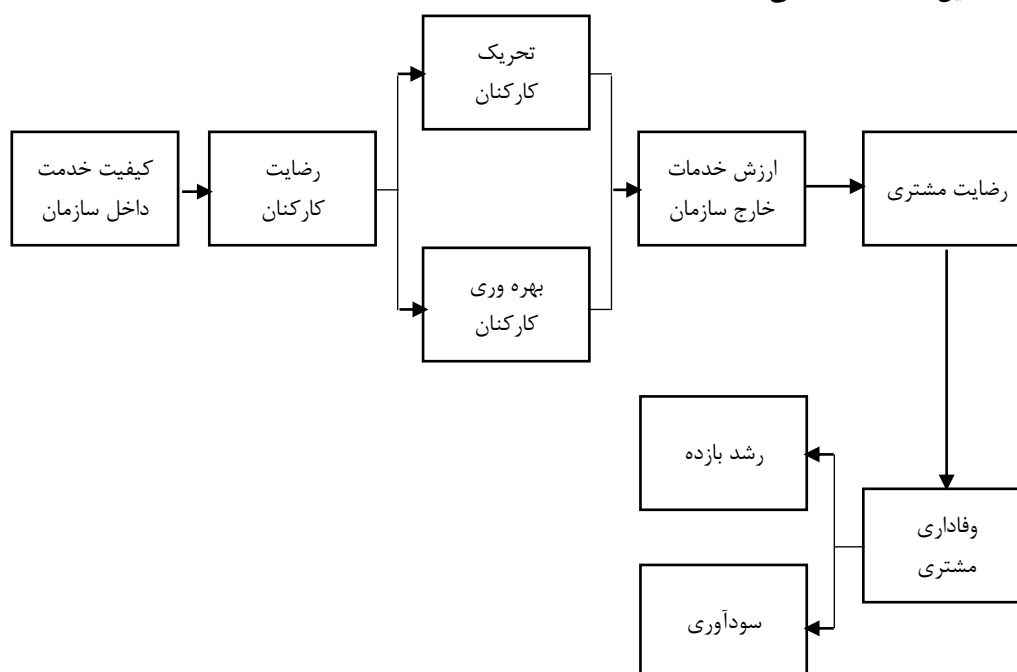 تحریک
کارکنان
کیفیت خدمت
داخل سازمان
رضایت
کارکنان
ارزش خدمات
خارج سازمان
رضایت مشتری
بهره وری
کارکنان
رشد بازده
وفاداری
مشتری
سودآوری